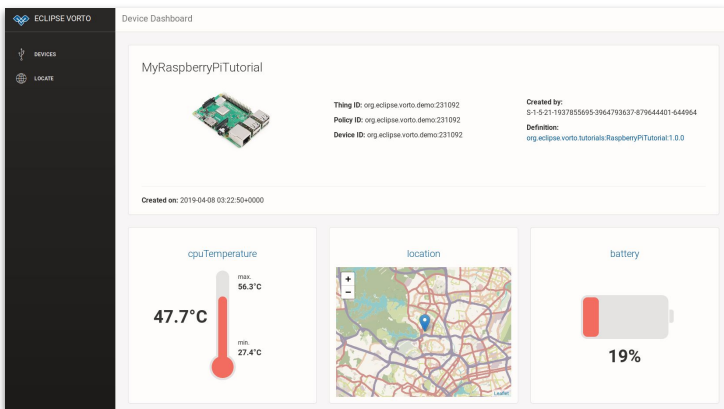 ECLIPSE VORTO
Device Dashboard
DEVICES
LOCATE
MyRaspberryPiTutorial
Thing ID: org.eclipse.vorto.demo:231092
Policy ID: org.eclipse.vorto.demo:231092
Device ID: org.eclipse.vorto.demo:231092
Created by:
S-1-5-21-1937855695-3964793637-879644401-644964
Definition:
org.eclipse.vorto.tutorials:RaspberryPiTutorial:1.0.0
Created on: 2019-04-08 03:22:50+0000
cpuTemperature
47.7°C
max.
56.3°C
min.
27.4°C
location
+
−
Leaflet
battery
19%